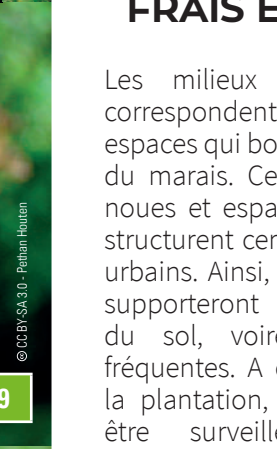 FRAIS E
Les milieux
correspondent
espaces qui bo
du marais. Ce
noues et espa
structurent cer
urbains. Ainsi,
supporteront
du sol, voire
fréquentes. A
la plantation,
être surveill
© CC BY-SA 3.0 - Pethan Houten
9